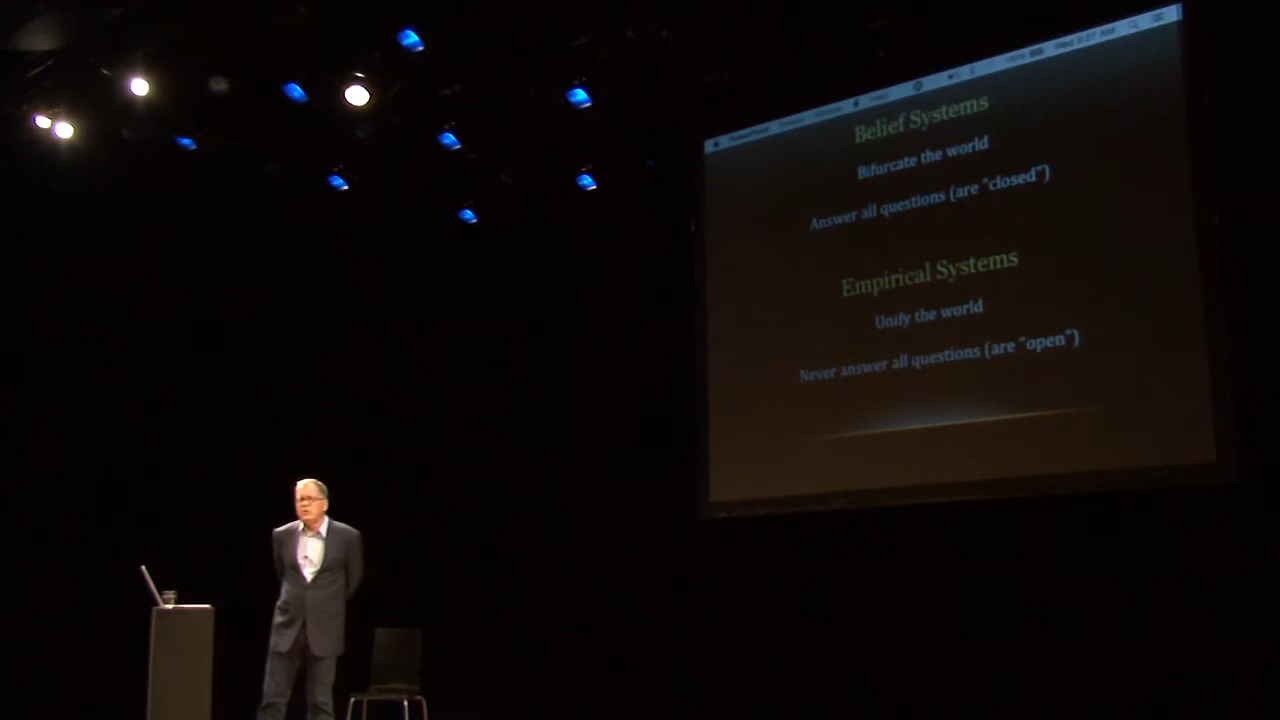 PowerPoint
Belief Systems
Bifurcate the world
Answer all questions (are “closed”)
Empirical Systems
Unify the world
Never answer all questions (are “open”)